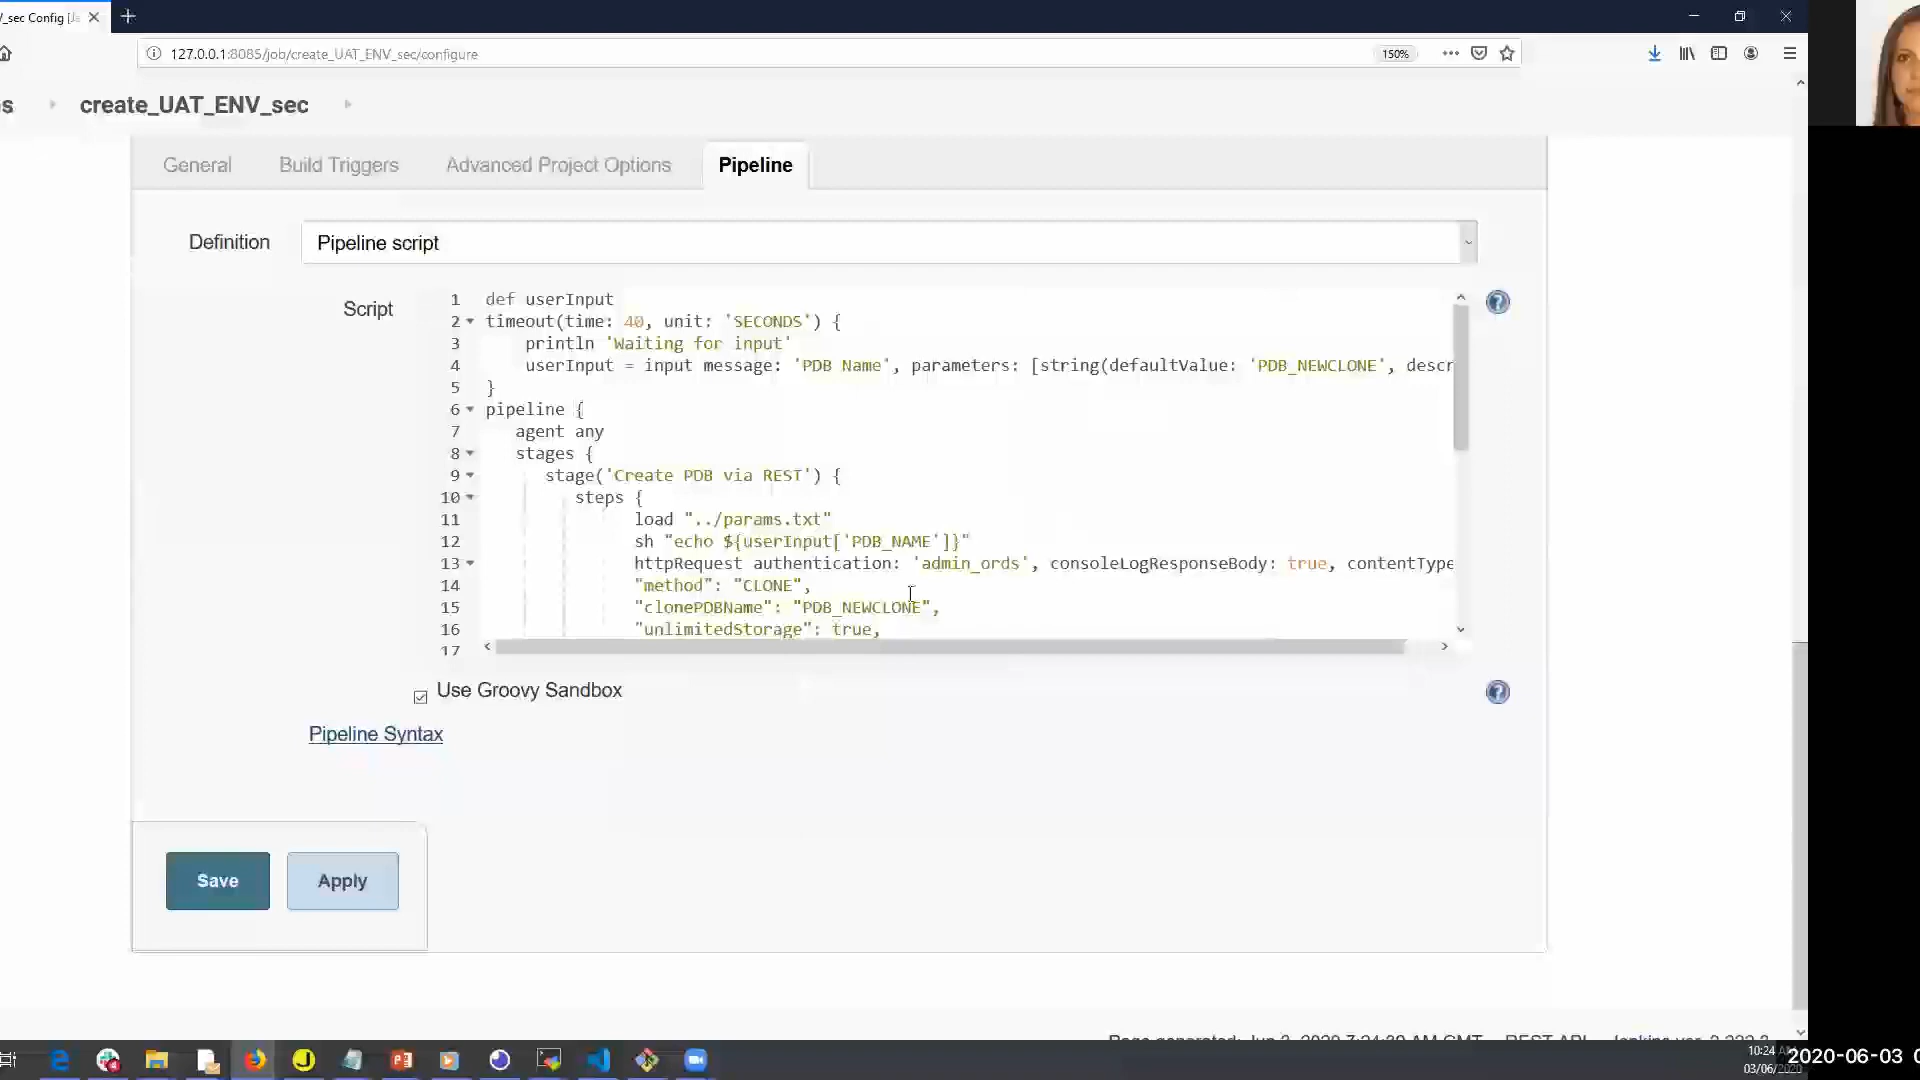 _sec Config [Ja
127.0.0.1:8085/job/create_UAT_ENV_sec/configure
150%
s
create_UAT_ENV_sec
General
Build Triggers
Advanced Project Options
Pipeline
Definition
Pipeline script
Script
1 def userInput
2 timeout(time: 40, unit: 'SECONDS') {
3 println 'Waiting for input'
4 userInput = input message: 'PDB Name', parameters: [string(defaultValue: 'PDB_NEWCLONE', descr
5 }
6 pipeline {
7 agent any
8 stages {
9 stage('Create PDB via REST') {
10 steps {
11 load "../params.txt"
12 sh "echo ${userInput['PDB_NAME']}"
13 httpRequest authentication: 'admin_ords', consoleLogResponseBody: true, contentType
14 "method": "CLONE",
15 "clonePDBName": "PDB_NEWCLONE",
16 "unlimitedStorage": true,
17
Use Groovy Sandbox
Pipeline Syntax
Save
Apply
10:24
03/06/2020
2020-06-03